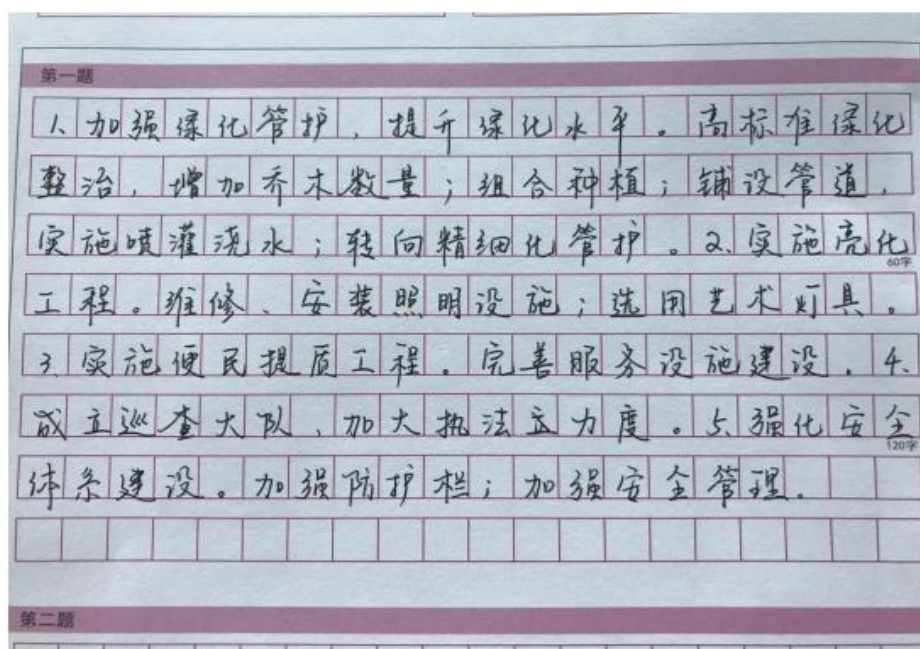 第一题
1、加强绿化管护，提升绿化水平。高标准绿化
整治，增加乔木数量；组合种植；铺设管道，
实施喷灌浇水；转向精细化管护。2、实施亮化
60字
工程。维修、安装照明设施；选用艺术灯具。
3、实施便民提质工程。完善服务设施建设。4、
成立巡查大队，加大执法力度。5、强化安全
120字
体系建设。加强防护栏；加强安全管理。
第二题